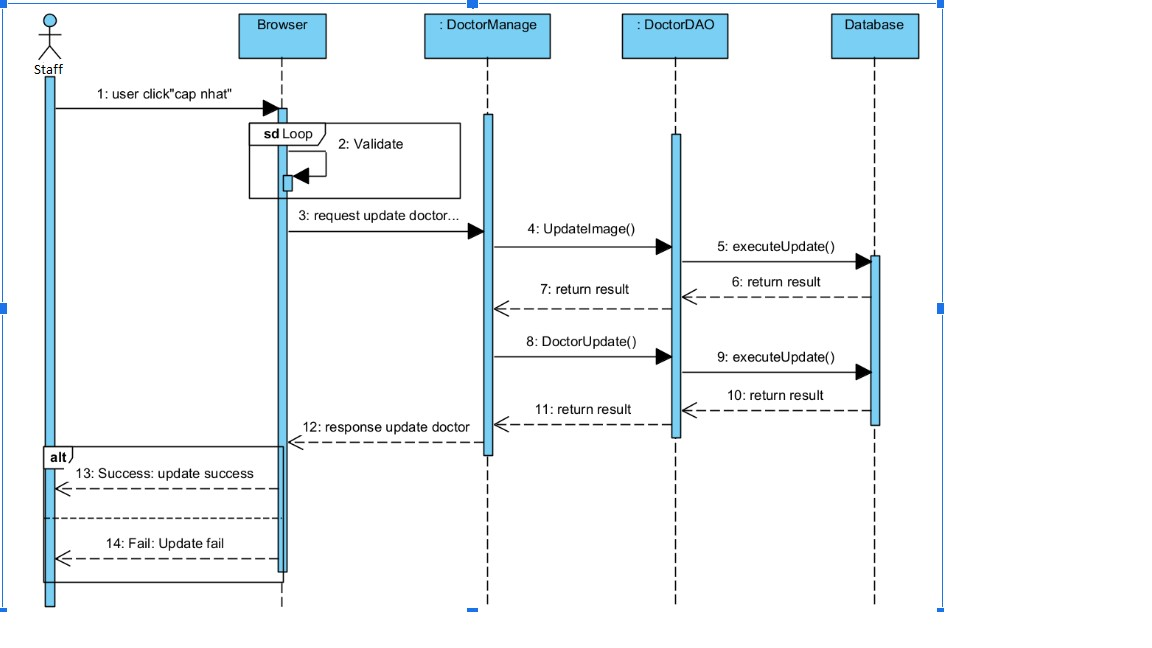 Browser
: DoctorManage
: DoctorDAO
Database
Staff
1: user click"cap nhat"
sd Loop
2: Validate
3: request update doctor...
4: UpdateImage()
5: executeUpdate()
6: return result
7: return result
8: DoctorUpdate()
9: executeUpdate()
10: return result
11: return result
12: response update doctor
alt
13: Success: update success
14: Fail: Update fail